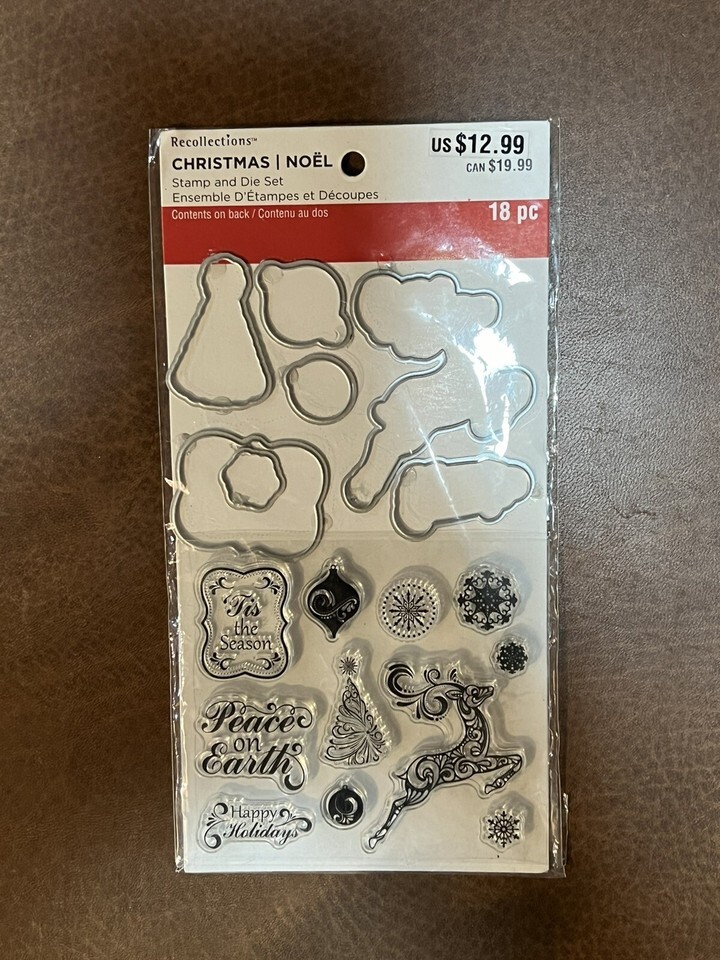 Recollections™
US $12.99
CHRISTMAS | NOËL
CAN $19.99
Stamp and Die Set
Ensemble D'Étampes et Découpes
Contents on back / Contenu au dos
18 pc
'Tis
the
Season
Peace
on
Earth
Happy
Holidays